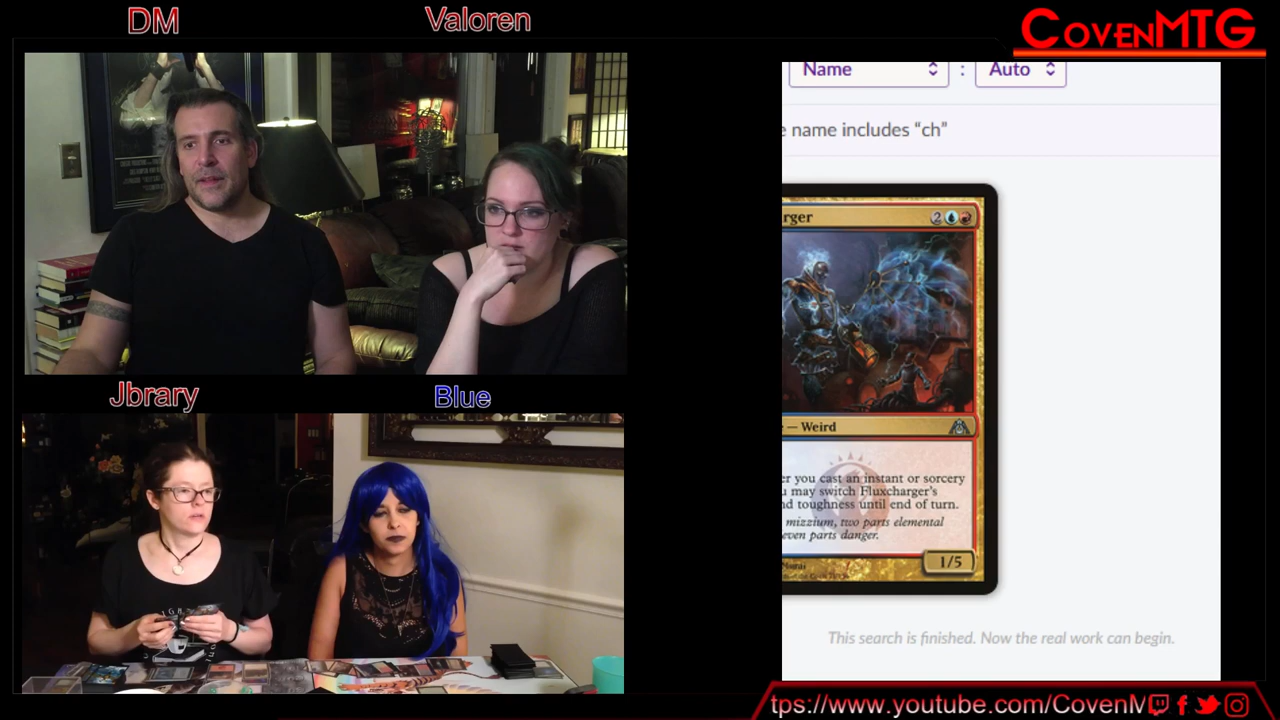 DM
Valoren
COVENMTG
Name
:
Auto
e name includes “ch”
rger
2
y — Weird
er you cast an instant or sorcery
u may switch Fluxcharger's
nd toughness until end of turn.
mizzium, two parts elemental
even parts danger.
1/5
This search is finished. Now the real work can begin.
Jbrary
Blue
tps://www.youtube.com/CovenM